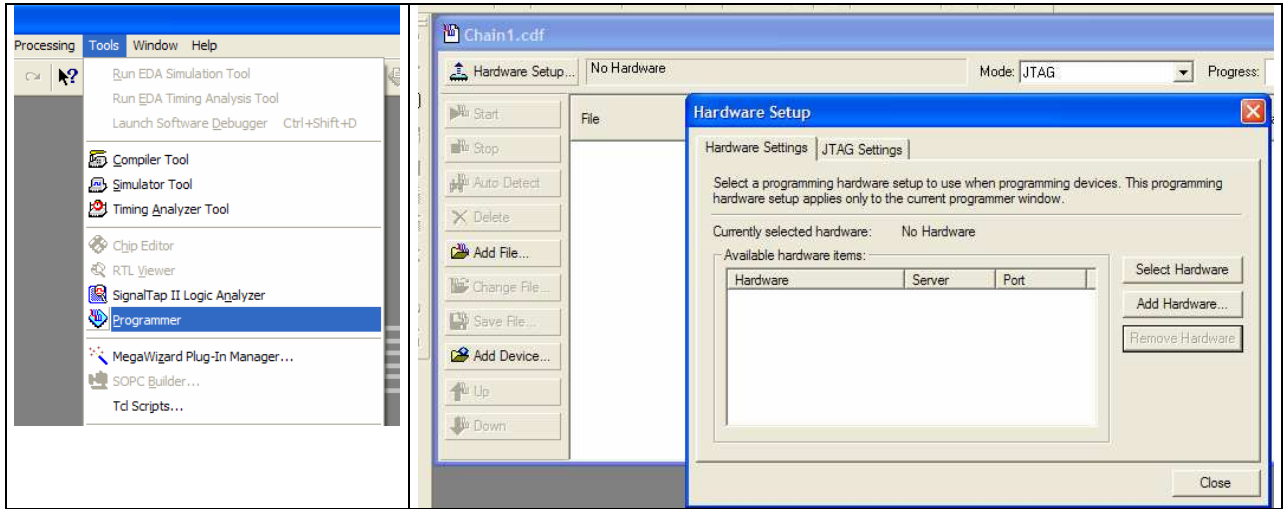 Processing Tools Window Help
Run EDA Simulation Tool
Run EDA Timing Analysis Tool
Launch Software Debugger Ctrl+Shift+D
Compiler Tool
Simulator Tool
Timing Analyzer Tool
Chip Editor
RTL Viewer
SignalTap II Logic Analyzer
Programmer
MegaWizard Plug-In Manager...
SOPC Builder...
Tcl Scripts...
Chain1.cdf
Hardware Setup... No Hardware Mode: JTAG Progress:
Start
Stop
Auto Detect
Delete
Add File...
Change File...
Save File...
Add Device...
Up
Down
File
Hardware Setup
Hardware Settings JTAG Settings
Select a programming hardware setup to use when programming devices. This programming
hardware setup applies only to the current programmer window.
Currently selected hardware: No Hardware
Available hardware items:
Hardware Server Port
Select Hardware
Add Hardware...
Remove Hardware
Close